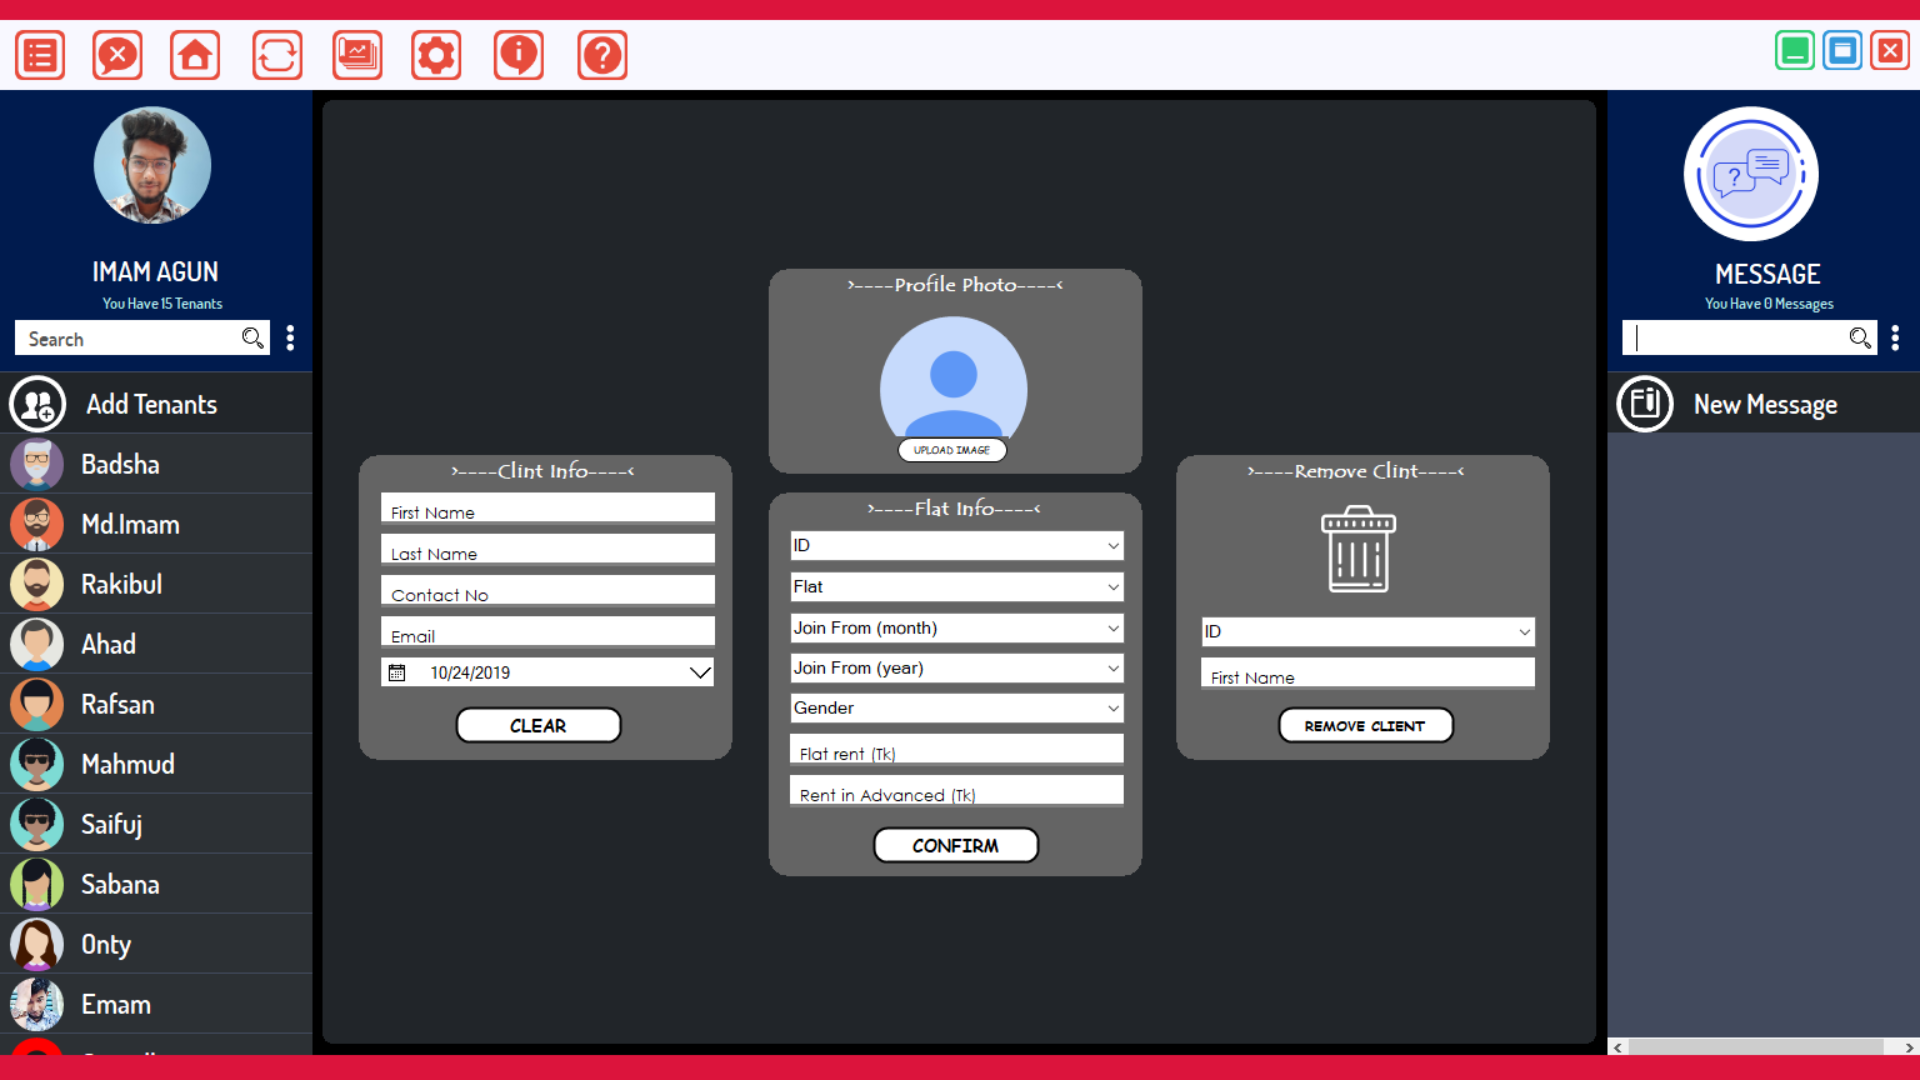 IMAM AGUN
You Have 15 Tenants
Search
Add Tenants
Badsha
Md.Imam
Rakibul
Ahad
Rafsan
Mahmud
Saifuj
Sabana
Onty
Emam
>----Clint Info----<
First Name
Last Name
Contact No
Email
10/24/2019
CLEAR
>----Profile Photo----<
UPLOAD IMAGE
>----Flat Info----<
ID
Flat
Join From (month)
Join From (year)
Gender
Flat rent (Tk)
Rent in Advanced (Tk)
CONFIRM
>----Remove Clint----<
ID
First Name
REMOVE CLIENT
MESSAGE
You Have 0 Messages
New Message